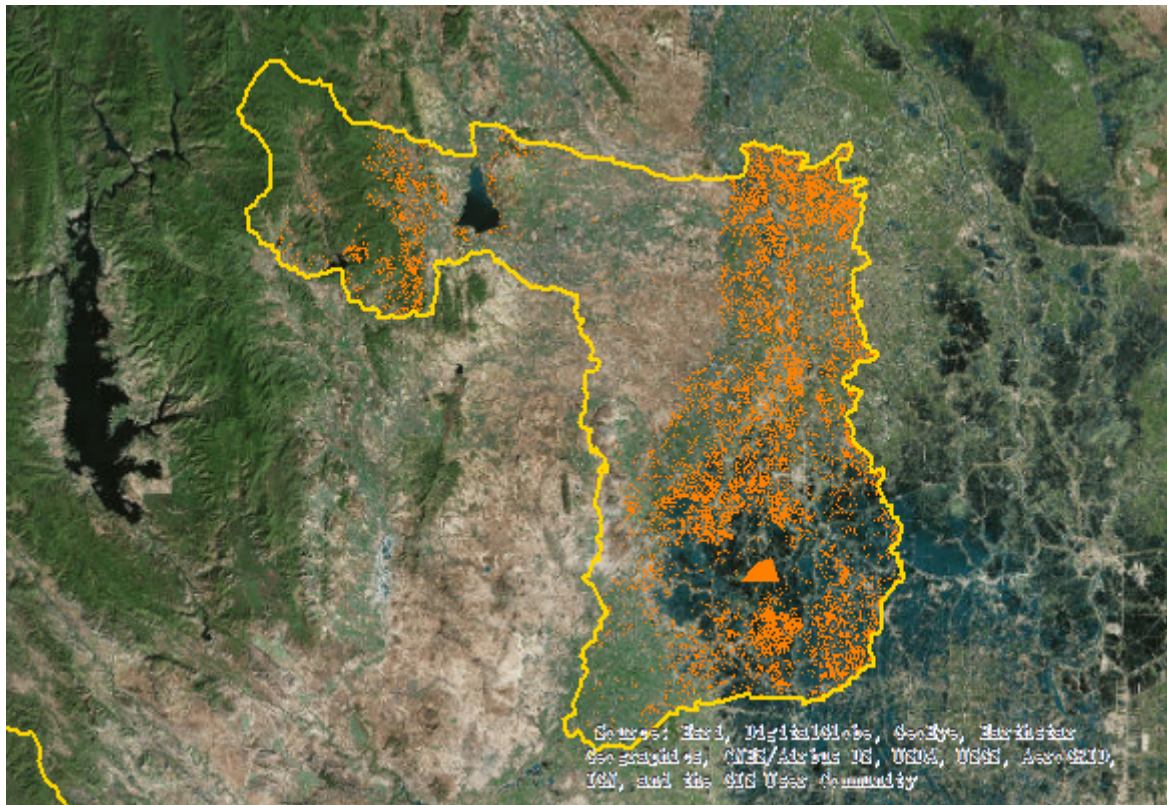 Source: Esri, DigitalGlobe, GeoEye, Earthstar
Geographics, CNES/Airbus DS, USDA, USGS, AeroGRID,
IGN, and the GIS User Community